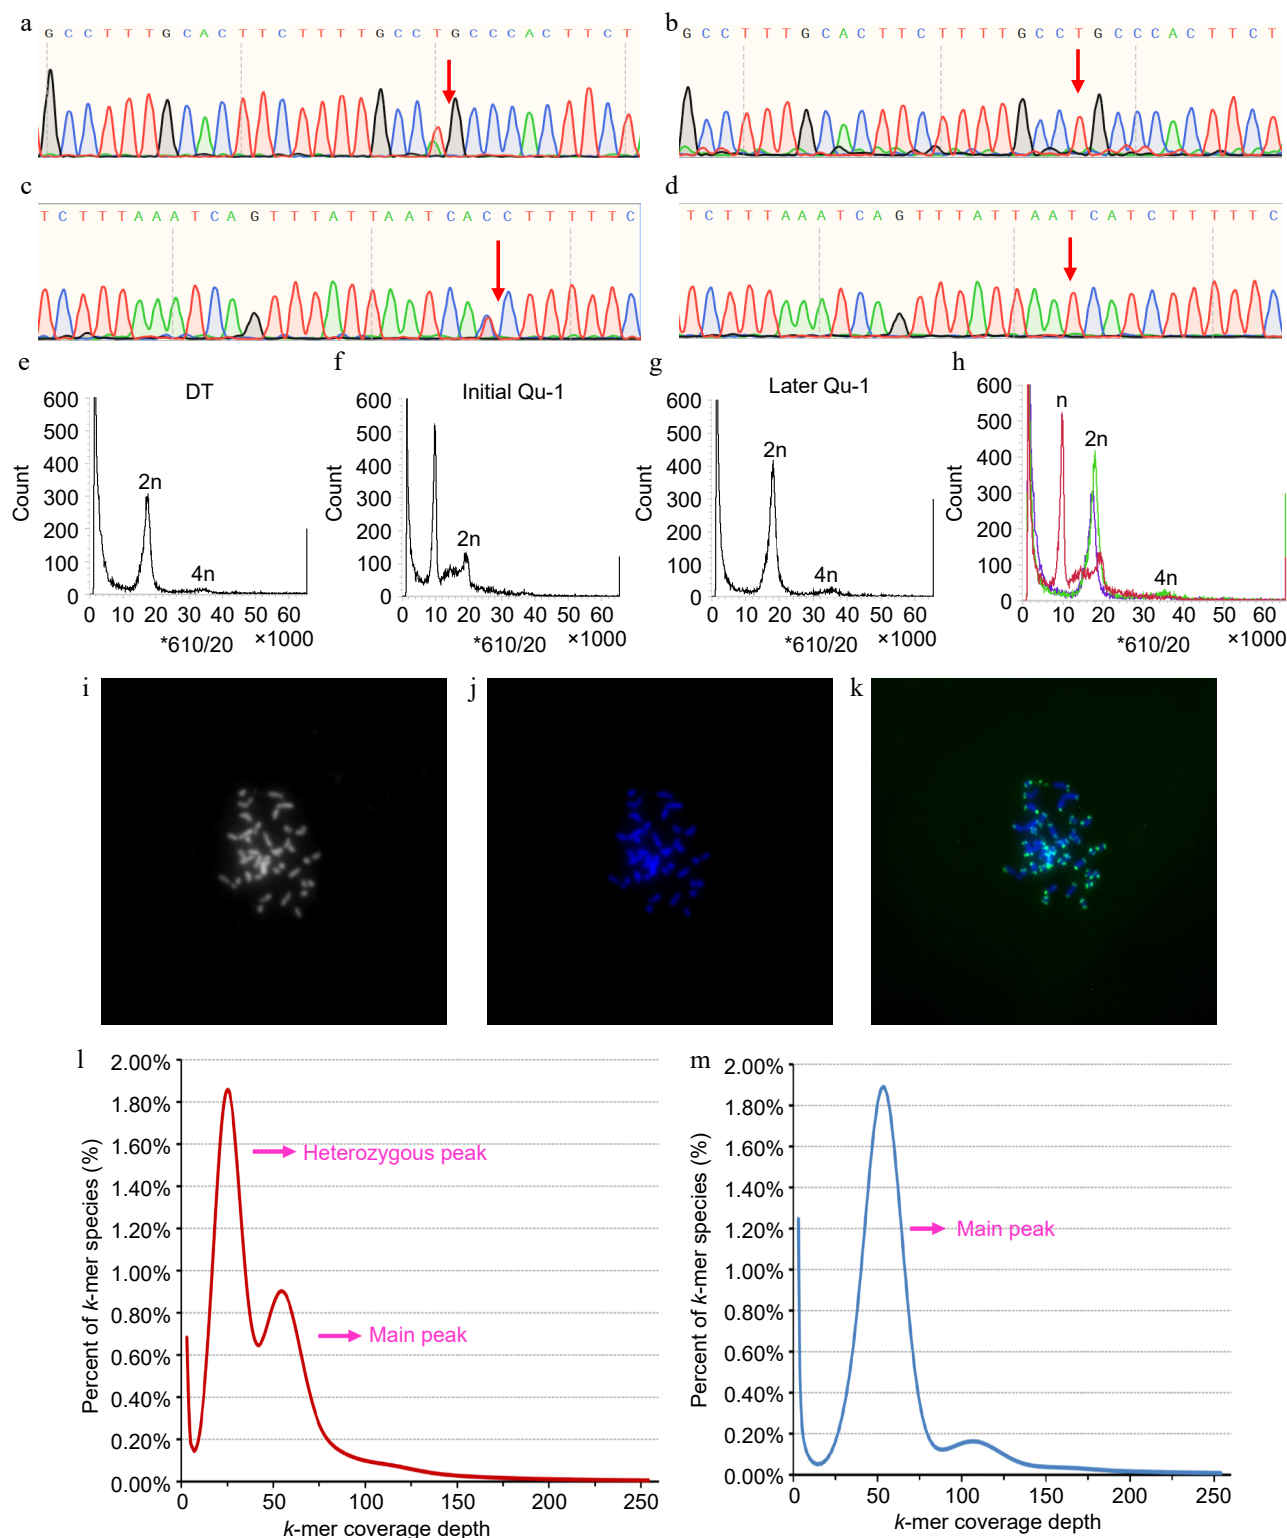 a
G C C T T T G C A C T T C T T T T G C C T G C C C A C T T C T
b
G C C T T T G C A C T T C T T T T G C C T G C C C A C T T C T
c
T C T T T A A A T C A G T T T A T T A A T C A C C T T T T T C
d
T C T T T A A A T C A G T T T A T T A A T C A T C T T T T T C
e
DT
600
500
400
300
200
100
0
Count
2n
4n
0 10 20 30 40 50 60
*610/20 ×1000
f
Initial Qu-1
600
500
400
300
200
100
0
Count
2n
0 10 20 30 40 50 60
*610/20 ×1000
g
Later Qu-1
600
500
400
300
200
100
0
Count
2n
4n
0 10 20 30 40 50 60
*610/20 ×1000
h
600
500
400
300
200
100
0
Count
n
2n
4n
0 10 20 30 40 50 60
*610/20 ×1000
i
j
k
l
2.00%
1.80%
1.60%
1.40%
1.20%
1.00%
0.80%
0.60%
0.40%
0.20%
0.00%
Percent of k-mer species (%)
Heterozygous peak
Main peak
0 50 100 150 200 250
k-mer coverage depth
m
2.00%
1.80%
1.60%
1.40%
1.20%
1.00%
0.80%
0.60%
0.40%
0.20%
0.00%
Percent of k-mer species (%)
Main peak
0 50 100 150 200 250
k-mer coverage depth